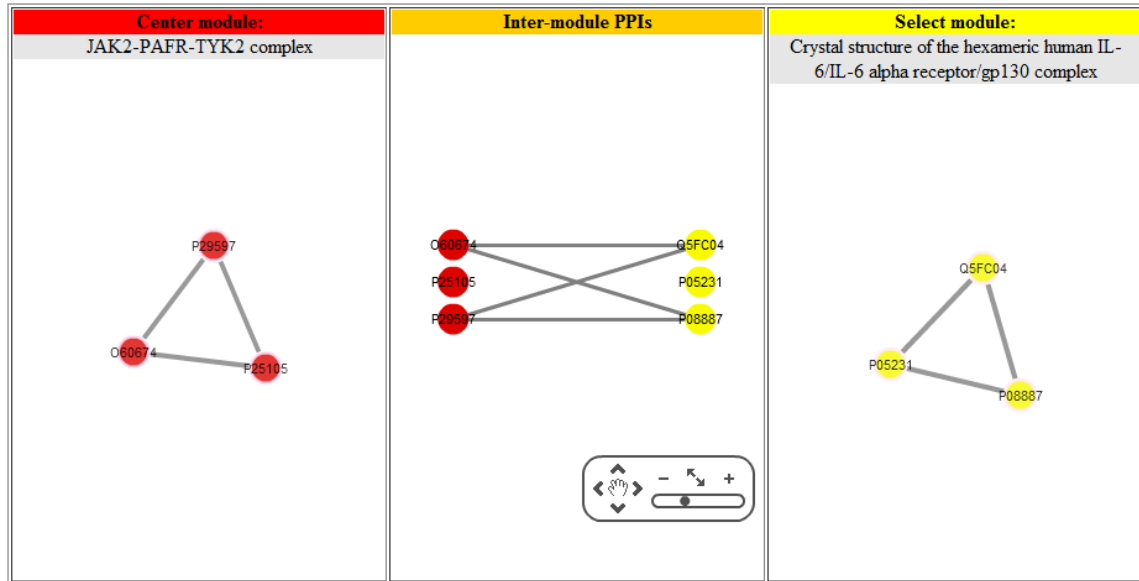 Center module:
JAK2-PAFR-TYK2 complex
P29597
O60674
P25105
Inter-module PPIs
O60674
Q5FC04
P25105
P05231
P29597
P08887
Select module:
Crystal structure of the hexameric human IL-
6/IL-6 alpha receptor/gp130 complex
Q5FC04
P05231
P08887